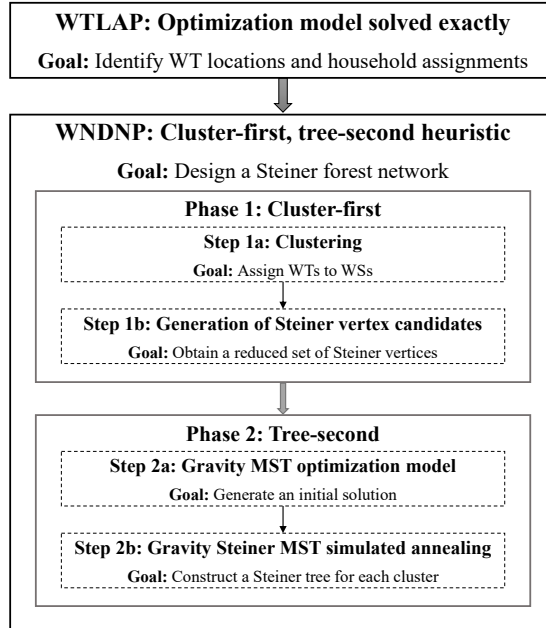 WTLAP: Optimization model solved exactly
Goal: Identify WT locations and household assignments
WNDNP: Cluster-first, tree-second heuristic
Goal: Design a Steiner forest network
Phase 1: Cluster-first
Step 1a: Clustering
Goal: Assign WTs to WSs
Step 1b: Generation of Steiner vertex candidates
Goal: Obtain a reduced set of Steiner vertices
Phase 2: Tree-second
Step 2a: Gravity MST optimization model
Goal: Generate an initial solution
Step 2b: Gravity Steiner MST simulated annealing
Goal: Construct a Steiner tree for each cluster